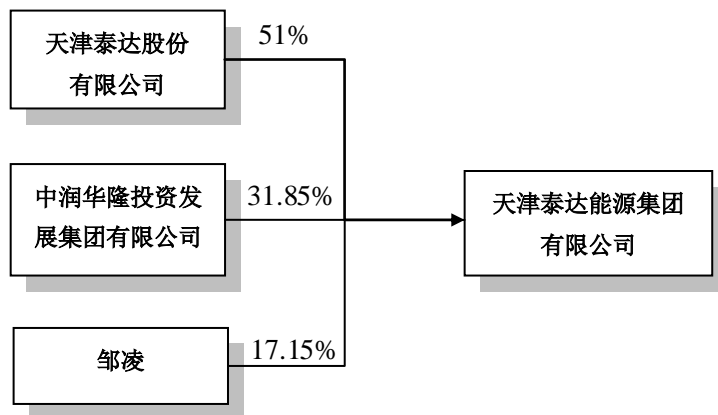 天津泰达股份
有限公司
51%
中润华隆投资发
展集团有限公司
31.85%
天津泰达能源集团
有限公司
邹凌
17.15%